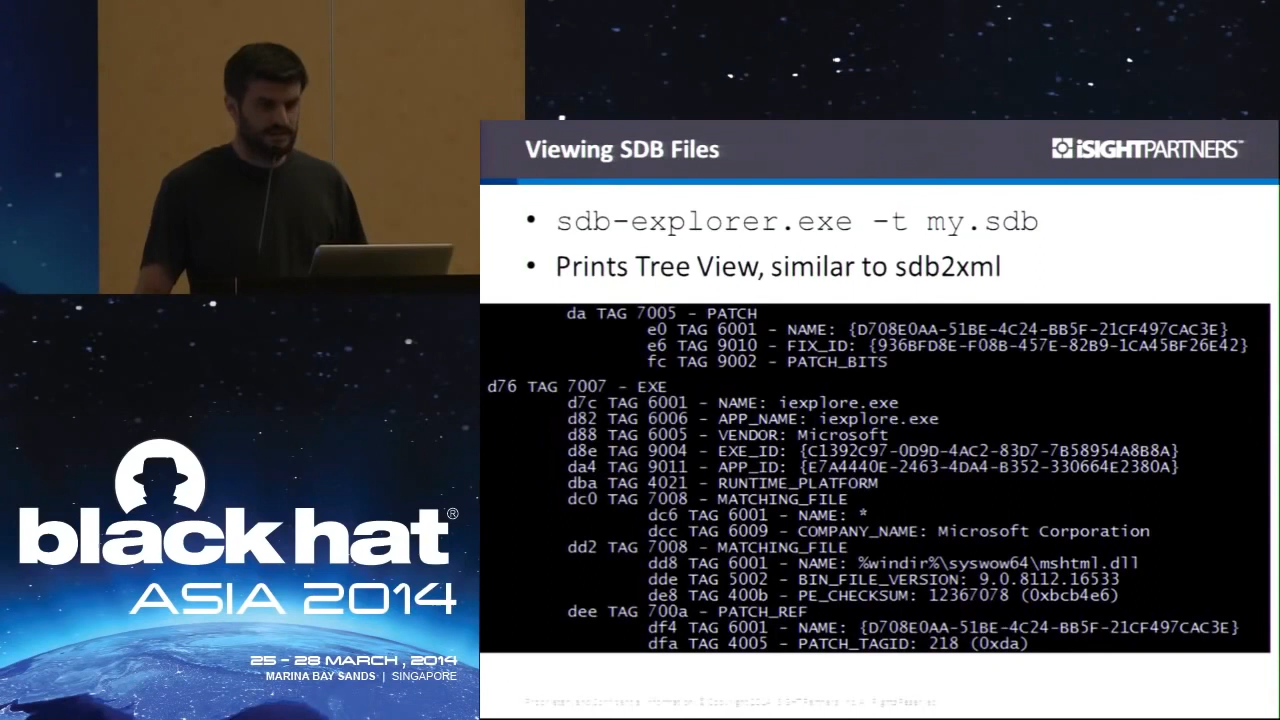 Viewing SDB Files
iSIGHTPARTNERS
• sdb-explorer.exe -t my.sdb
• Prints Tree View, similar to sdb2xml
da TAG 7005 - PATCH
e0 TAG 6001 - NAME: {D708E0AA-51BE-4C24-BB5F-21CF497CAC3E}
e6 TAG 9010 - FIX_ID: {936BFD8E-F08B-457E-82B9-1CA45BF26E42}
fc TAG 9002 - PATCH_BITS
d76 TAG 7007 - EXE
d7c TAG 6001 - NAME: iexplore.exe
d82 TAG 6006 - APP_NAME: iexplore.exe
d88 TAG 6005 - VENDOR: Microsoft
d8e TAG 9004 - EXE_ID: {C1392C97-0D9D-4AC2-83D7-7B58954A8B8A}
da4 TAG 9011 - APP_ID: {E7A4440E-2463-4DA4-B352-330664E2380A}
dba TAG 4021 - RUNTIME_PLATFORM
dc0 TAG 7008 - MATCHING_FILE
dc6 TAG 6001 - NAME: *
dcc TAG 6009 - COMPANY_NAME: Microsoft Corporation
dd2 TAG 7008 - MATCHING_FILE
dd8 TAG 6001 - NAME: %windir%\syswow64\mshtml.dll
dde TAG 5002 - BIN_FILE_VERSION: 9.0.8112.16533
de8 TAG 400b - PE_CHECKSUM: 12367078 (0xbcb4e6)
dee TAG 700a - PATCH_REF
df4 TAG 6001 - NAME: {D708E0AA-51BE-4C24-BB5F-21CF497CAC3E}
dfa TAG 4005 - PATCH_TAGID: 218 (0xda)
black hat®
ASIA 2014
25 - 28 MARCH, 2014
MARINA BAY SANDS | SINGAPORE